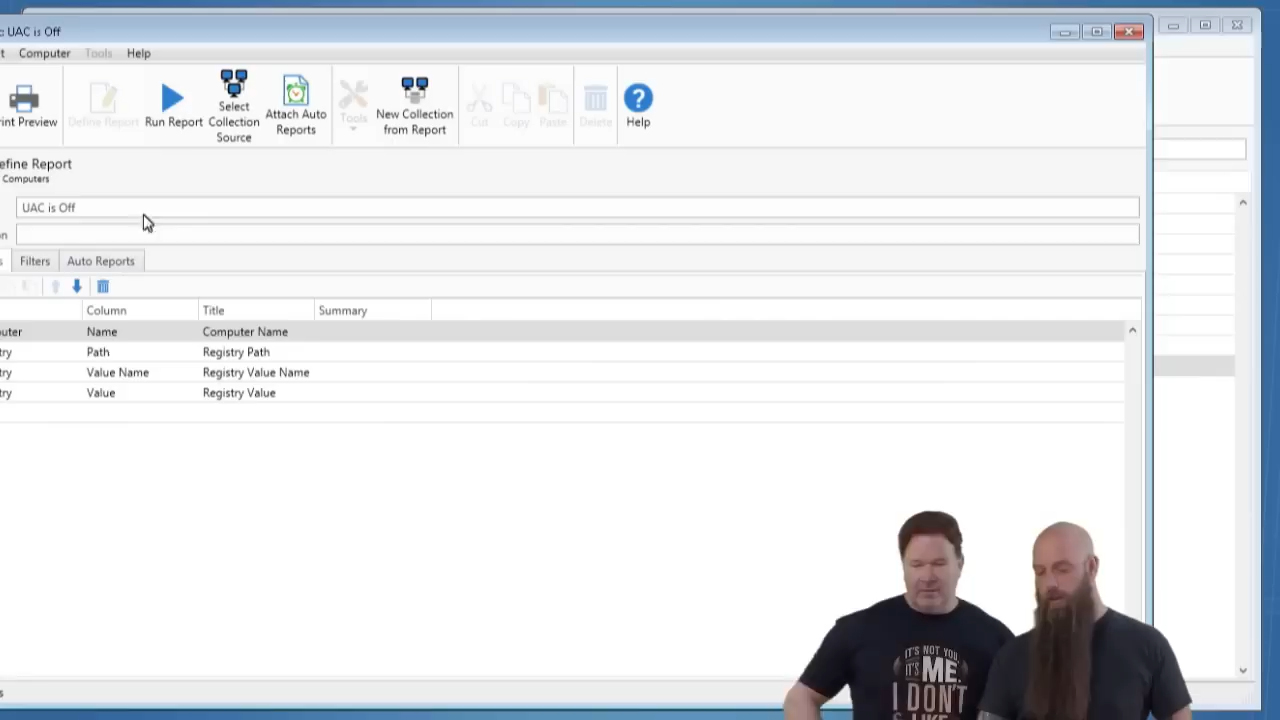 : UAC is Off
t Computer Tools Help
rint Preview
Define Report
Run Report
Select
Collection
Source
Attach Auto
Reports
Tools
New Collection
from Report
Cut
Copy
Paste
Delete
Help
efine Report
Computers
UAC is Off
on
s Filters Auto Reports
Column Title Summary
uter Name Computer Name
try Path Registry Path
try Value Name Registry Value Name
try Value Registry Value
s
IT'S NOT YOU,
IT'S ME.
I DON'T
LIKE